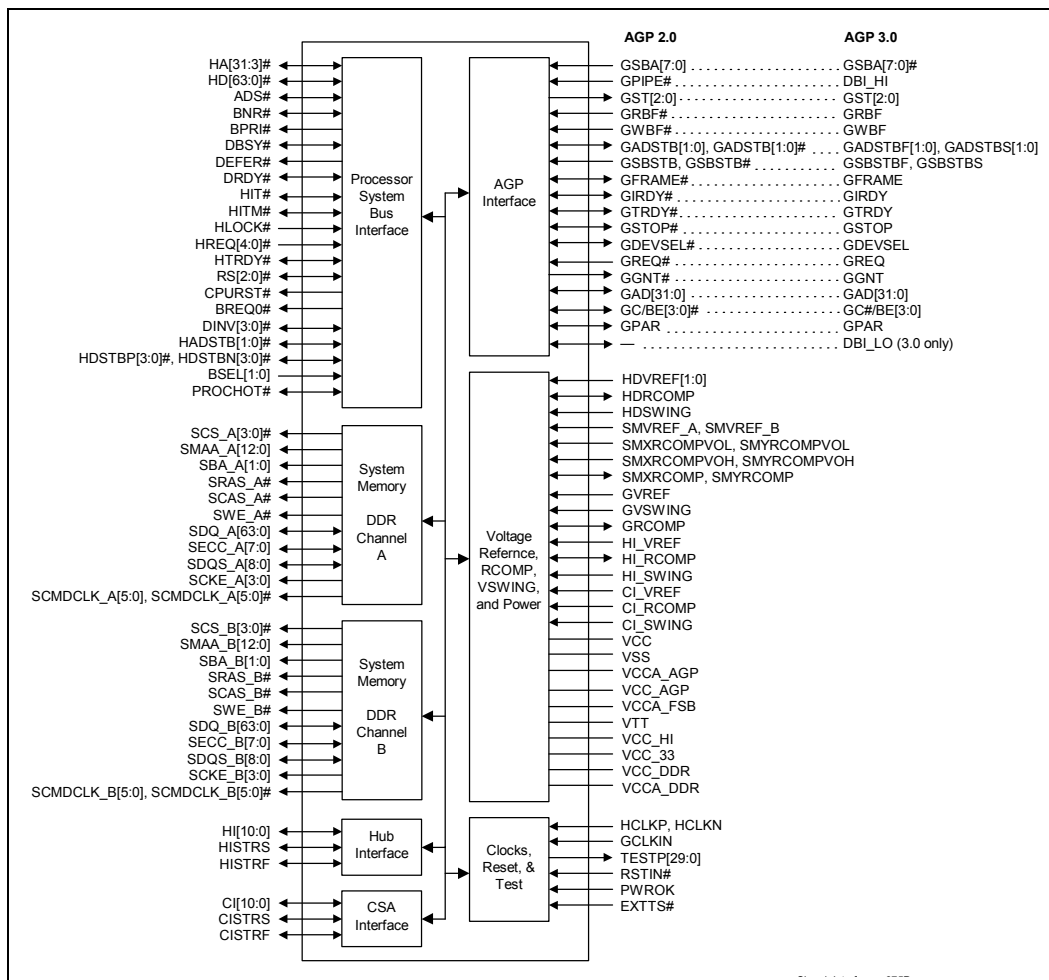 AGP 2.0 AGP 3.0
HA[31:3]#
HD[63:0]#
ADS#
BNR#
BPRI#
DBSY#
DEFER#
DRDY#
HIT#
HITM#
HLOCK#
HREQ[4:0]#
HTRDY#
RS[2:0]#
CPURST#
BREQ0#
DINV[3:0]#
HADSTB[1:0]#
HDSTBP[3:0]#, HDSTBN[3:0]#
BSEL[1:0]
PROCHOT#
Processor
System
Bus
Interface
SCS_A[3:0]#
SMAA_A[12:0]
SBA_A[1:0]
SRAS_A#
SCAS_A#
SWE_A#
SDQ_A[63:0]
SECC_A[7:0]
SDQS_A[8:0]
SCKE_A[3:0]
SCMDCLK_A[5:0], SCMDCLK_A[5:0]#
System
Memory
DDR
Channel
A
SCS_B[3:0]#
SMAA_B[12:0]
SBA_B[1:0]
SRAS_B#
SCAS_B#
SWE_B#
SDQ_B[63:0]
SECC_B[7:0]
SDQS_B[8:0]
SCKE_B[3:0]
SCMDCLK_B[5:0], SCMDCLK_B[5:0]#
System
Memory
DDR
Channel
B
HI[10:0]
HISTRS
HISTRF
Hub
Interface
CI[10:0]
CISTRS
CISTRF
CSA
Interface
AGP
Interface
GSBA[7:0] . . . . . . . . . . . . . . . . . GSBA[7:0]#
GPIPE# . . . . . . . . . . . . . . . . . DBI_HI
GST[2:0] . . . . . . . . . . . . . . . . . GST[2:0]
GRBF# . . . . . . . . . . . . . . . . . GRBF
GWBF# . . . . . . . . . . . . . . . . . GWBF
GADSTB[1:0], GADSTB[1:0]# . . . . GADSTBF[1:0], GADSTBS[1:0]
GSBSTB, GSBSTB# . . . . . . . . . . GSBSTBF, GSBSTBS
GFRAME# . . . . . . . . . . . . . . . . GFRAME
GIRDY# . . . . . . . . . . . . . . . . . GIRDY
GTRDY# . . . . . . . . . . . . . . . . . GTRDY
GSTOP# . . . . . . . . . . . . . . . . . GSTOP
GDEVSEL# . . . . . . . . . . . . . . . GDEVSEL
GREQ# . . . . . . . . . . . . . . . . . GREQ
GGNT# . . . . . . . . . . . . . . . . . GGNT
GAD[31:0] . . . . . . . . . . . . . . . . GAD[31:0]
GC/BE[3:0]# . . . . . . . . . . . . . . GC#/BE[3:0]
GPAR . . . . . . . . . . . . . . . . . GPAR
— . . . . . . . . . . . . . . . . . DBI_LO (3.0 only)
Voltage
Refernce,
RCOMP,
VSWING,
and Power
HDVREF[1:0]
HDRCOMP
HDSWING
SMVREF_A, SMVREF_B
SMXRCOMPVOL, SMYRCOMPVOL
SMXRCOMPVOH, SMYRCOMPVOH
SMXRCOMP, SMYRCOMP
GVREF
GVSWING
GRCOMP
HI_VREF
HI_RCOMP
HI_SWING
CI_VREF
CI_RCOMP
CI_SWING
VCC
VSS
VCCA_AGP
VCC_AGP
VCCA_FSB
VTT
VCC_HI
VCC_33
VCC_DDR
VCCA_DDR
Clocks,
Reset, &
Test
HCLKP, HCLKN
GCLKIN
TESTP[29:0]
RSTIN#
PWROK
EXTTS#